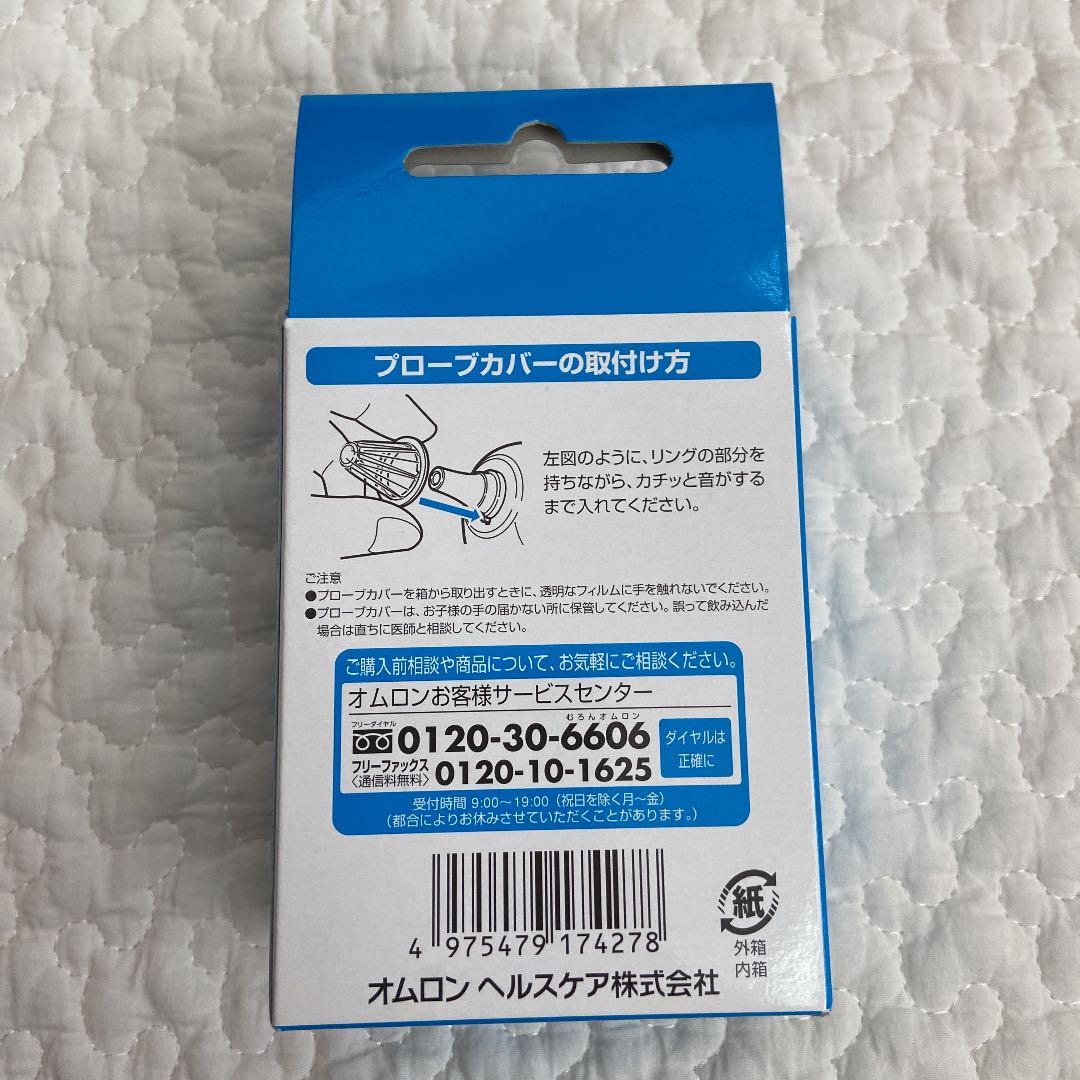 プローブカバーの取付け方
左図のように、リングの部分を
持ちながら、カチッと音がする
まで入れてください。
ご注意
●プローブカバーを箱から取り出すときに、透明なフィルムに手を触れないでください。
●プローブカバーは、お子様の手の届かない所に保管してください。誤って飲み込んだ
場合は直ちに医師と相談してください。
ご購入前相談や商品について、お気軽にご相談ください。
オムロンお客様サービスセンター
フリーダイヤル
むろんオムロン
0120-30-6606
フリーファックス
〈通信料無料〉
0120-10-1625
ダイヤルは
正確に
受付時間 9:00〜19:00（祝日を除く月〜金）
（都合によりお休みさせていただくことがあります。）
4 975479 174278
紙
外箱
内箱
オムロン ヘルスケア株式会社